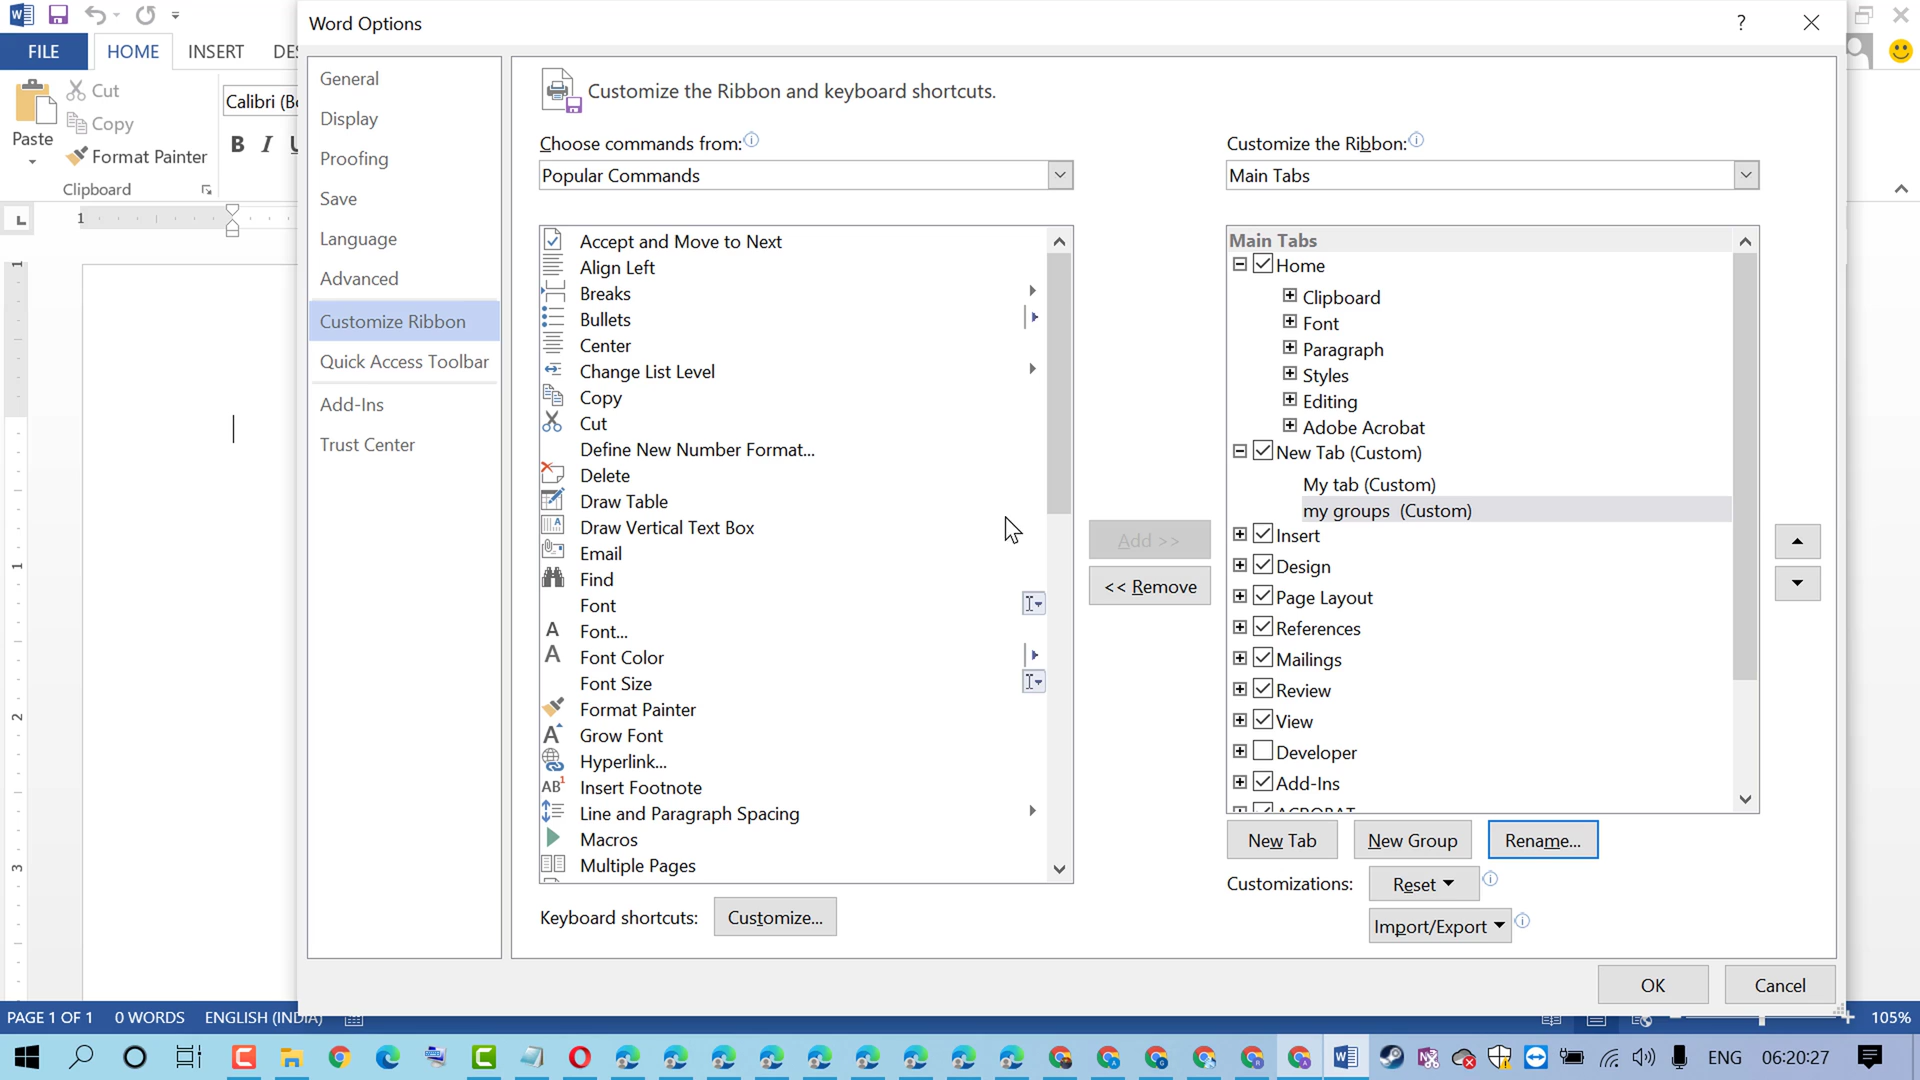 Word Options
?
FILE
HOME
INSERT
DES
Paste
Cut
Copy
Format Painter
Clipboard
Calibri (Bo
B I U
General
Display
Proofing
Save
Language
Advanced
Customize Ribbon
Quick Access Toolbar
Add-Ins
Trust Center
Customize the Ribbon and keyboard shortcuts.
Choose commands from:
Popular Commands
Accept and Move to Next
Align Left
Breaks
Bullets
Center
Change List Level
Copy
Cut
Define New Number Format...
Delete
Draw Table
Draw Vertical Text Box
Email
Find
Font
Font...
Font Color
Font Size
Format Painter
Grow Font
Hyperlink...
Insert Footnote
Line and Paragraph Spacing
Macros
Multiple Pages
Keyboard shortcuts:
Customize...
Add >>
<< Remove
Customize the Ribbon:
Main Tabs
Main Tabs
Home
Clipboard
Font
Paragraph
Styles
Editing
Adobe Acrobat
New Tab (Custom)
My tab (Custom)
my groups (Custom)
Insert
Design
Page Layout
References
Mailings
Review
View
Developer
Add-Ins
ACROBAT
New Tab
New Group
Rename...
Customizations:
Reset
Import/Export
OK
Cancel
PAGE 1 OF 1
0 WORDS
ENGLISH (INDIA)
105%
ENG
06:20:27